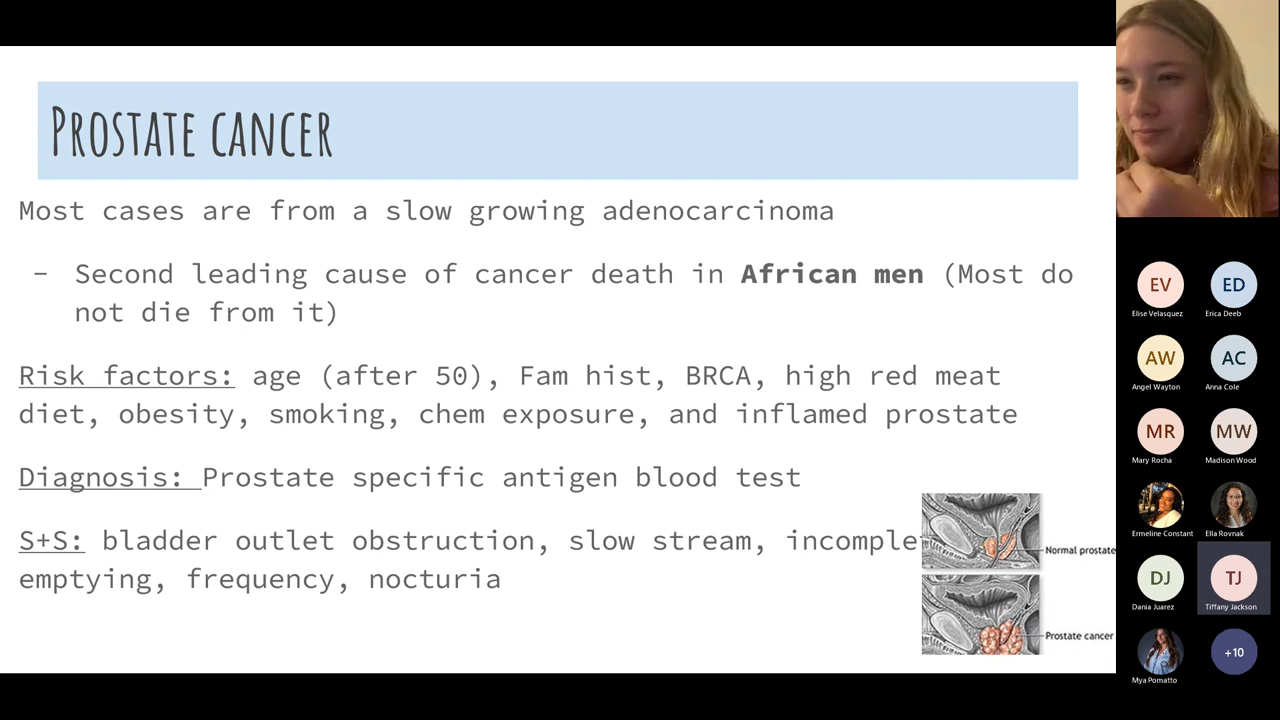 PROSTATE CANCER
Most cases are from a slow growing adenocarcinoma
- Second leading cause of cancer death in African men (Most do
not die from it)
Risk factors: age (after 50), Fam hist, BRCA, high red meat
diet, obesity, smoking, chem exposure, and inflamed prostate
Diagnosis: Prostate specific antigen blood test
S+S: bladder outlet obstruction, slow stream, incomple
emptying, frequency, nocturia
Normal prostate
Prostate cancer
EV
ED
Elise Velasquez
Erica Deeb
AW
AC
Angel Wayton
Anna Cole
MR
MW
Mary Rocha
Madison Wood
Ermeline Constant
Ella Rovnak
DJ
TJ
Dania Juarez
Tiffany Jackson
+10
Mya Pomatto